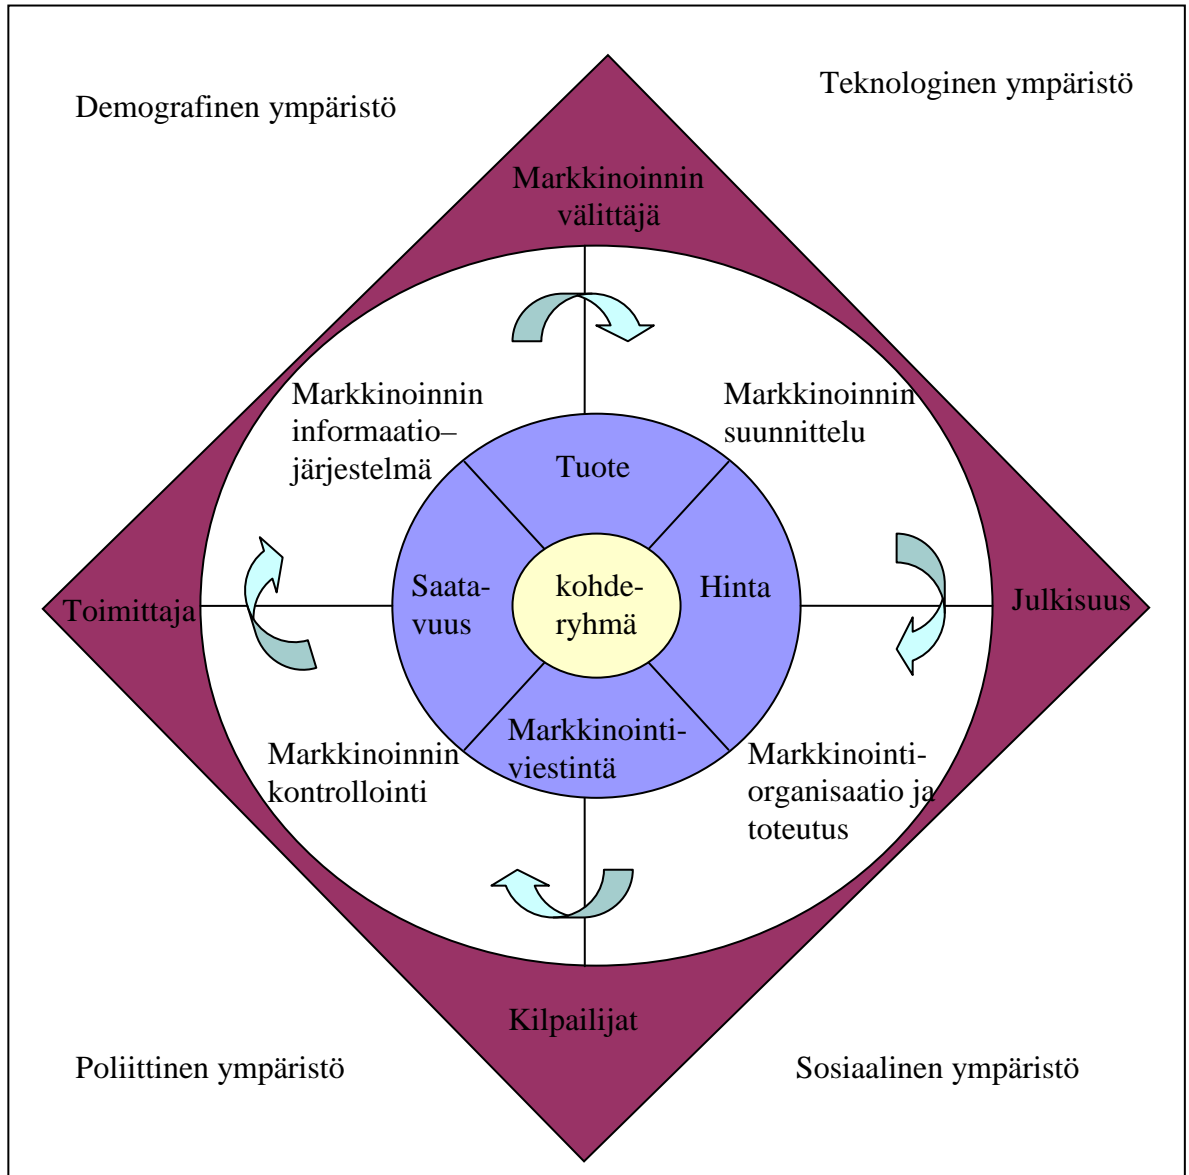 Demografinen ympäristö
Teknologinen ympäristö
Markkinoinnin
välittäjä
Markkinoinnin
informaatio–
järjestelmä
Markkinoinnin
suunnittelu
Tuote
Toimittaja
Saata-
vuus
kohde-
ryhmä
Hinta
Julkisuus
Markkinoinnin
kontrollointi
Markkinointi-
viestintä
Markkinointi-
organisaatio ja
toteutus
Kilpailijat
Poliittinen ympäristö
Sosiaalinen ympäristö